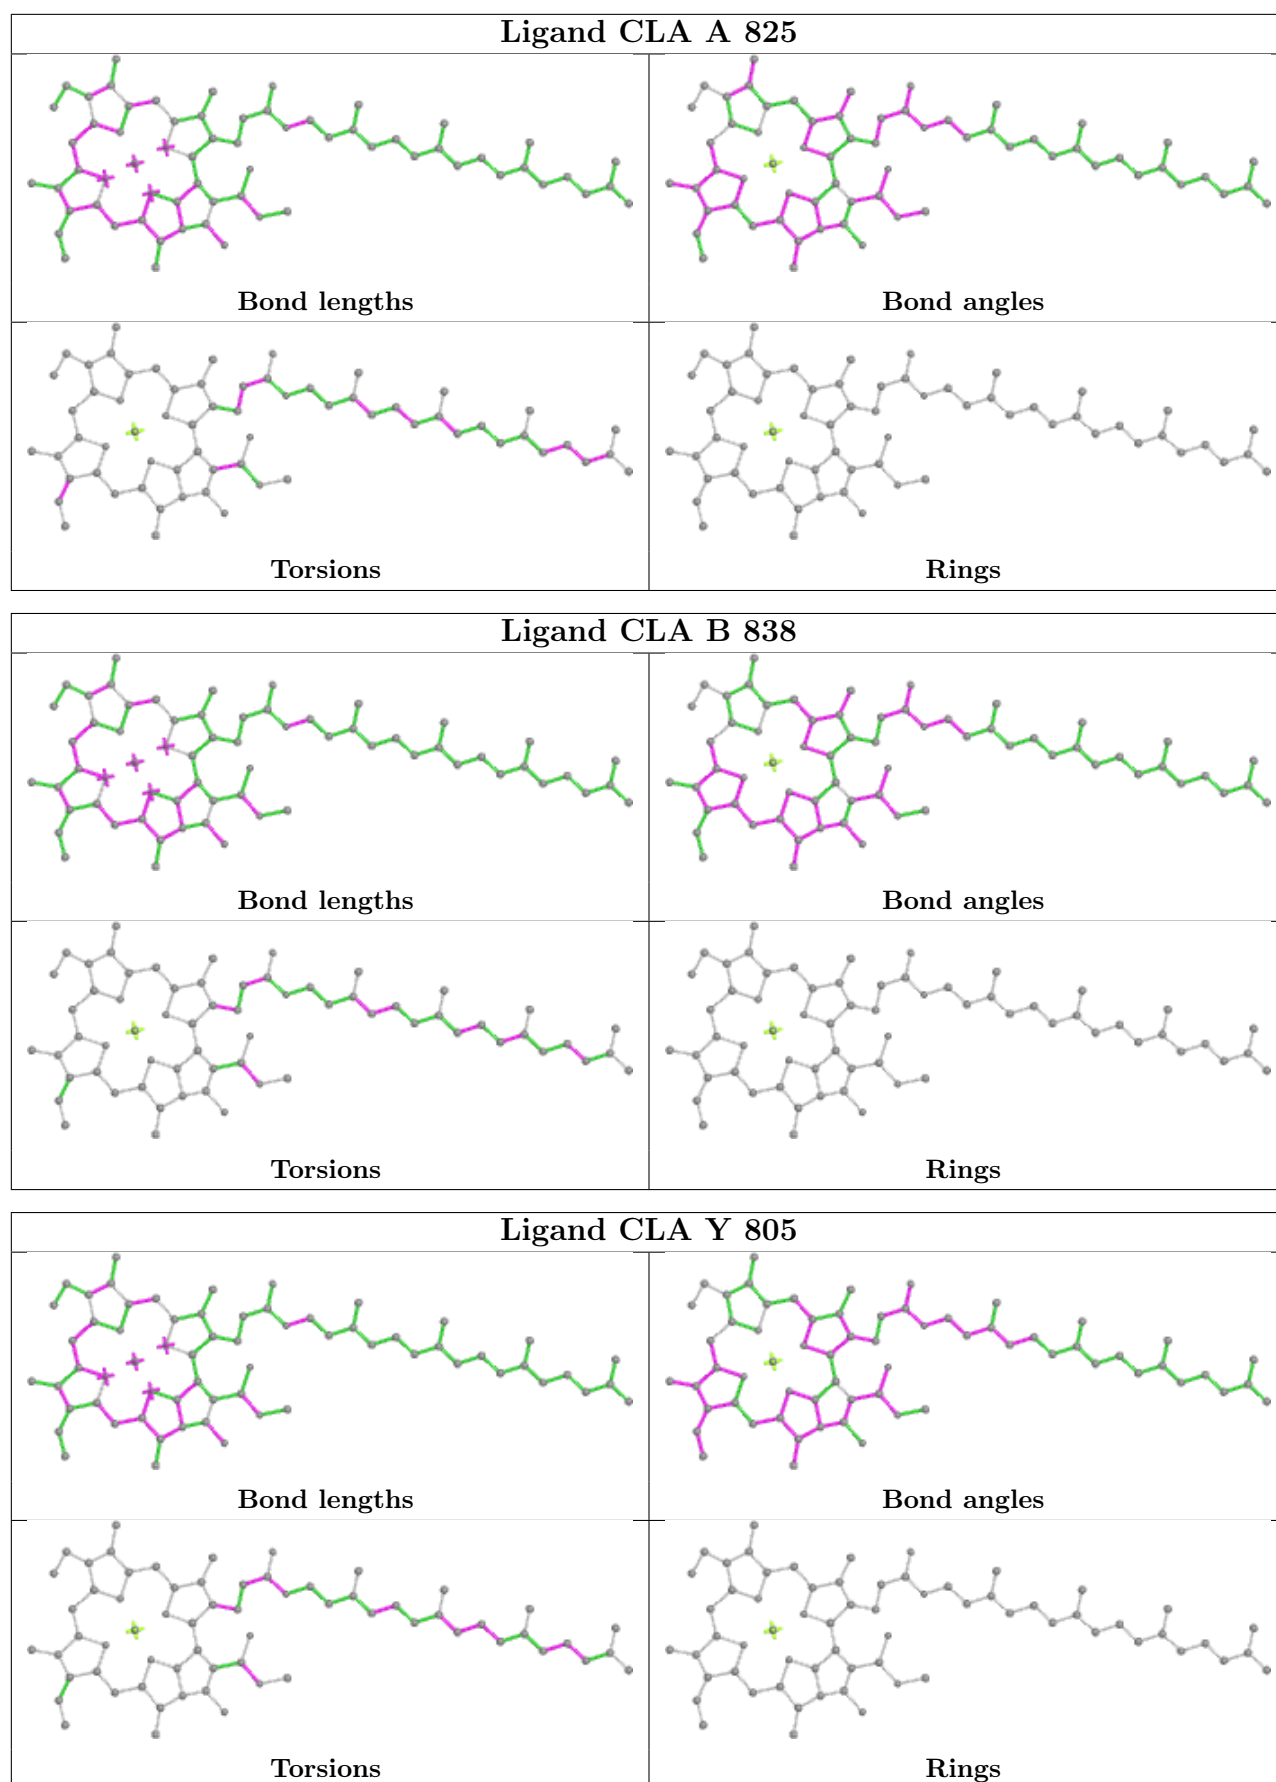 Ligand CLA A 825
Bond lengths
Bond angles
Torsions
Rings
Ligand CLA B 838
Bond lengths
Bond angles
Torsions
Rings
Ligand CLA Y 805
Bond lengths
Bond angles
Torsions
Rings